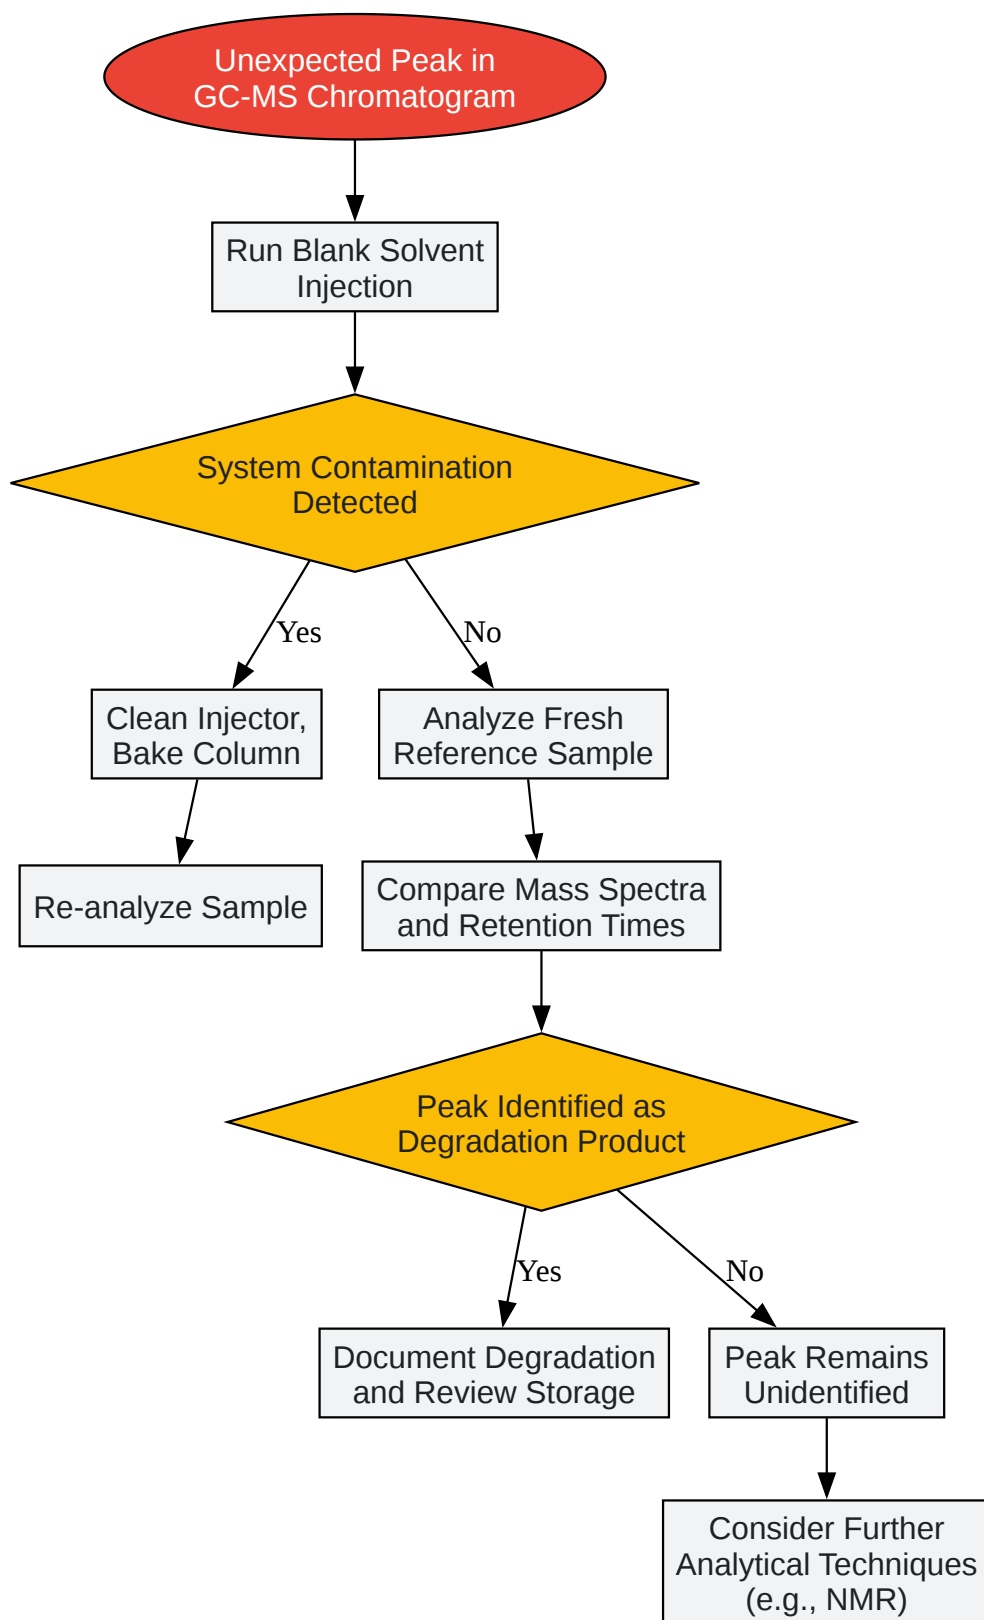 Unexpected Peak in
GC-MS Chromatogram
Run Blank Solvent
Injection
System Contamination
Detected
Yes
No
Clean Injector,
Bake Column
Analyze Fresh
Reference Sample
Re-analyze Sample
Compare Mass Spectra
and Retention Times
Peak Identified as
Degradation Product
Yes
No
Document Degradation
and Review Storage
Peak Remains
Unidentified
Consider Further
Analytical Techniques
(e.g., NMR)